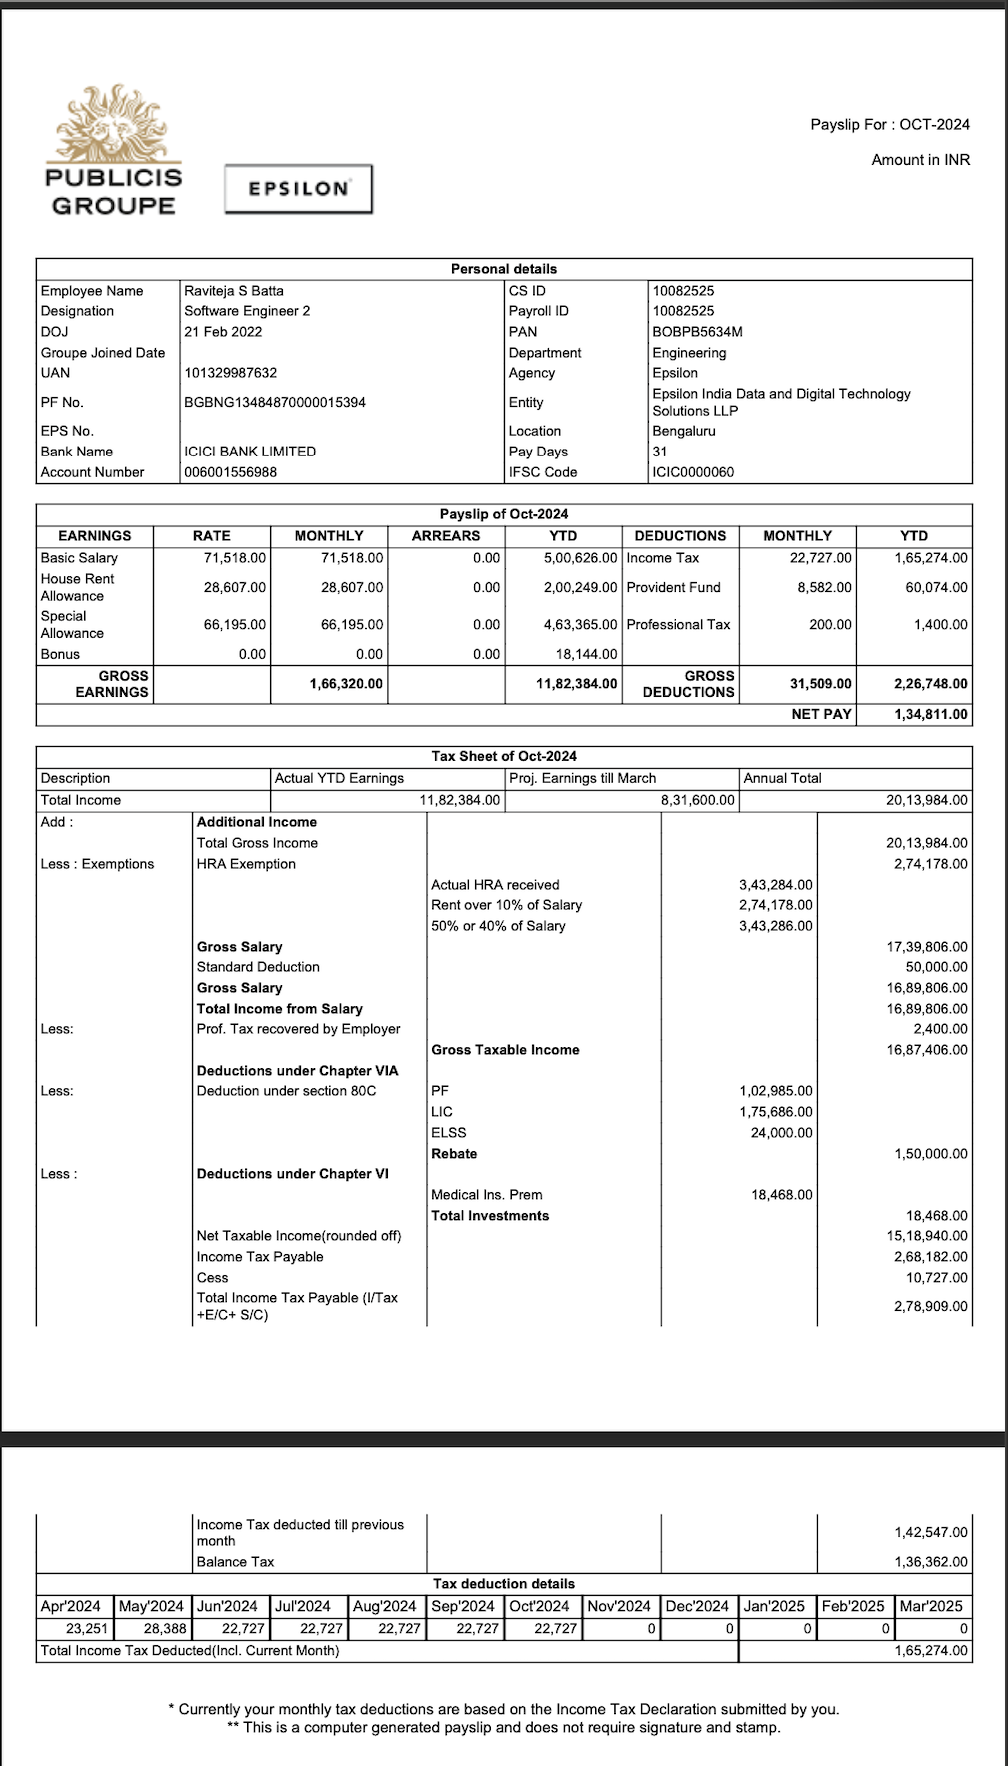 PUBLICIS
GROUPE
EPSILON
Payslip For : OCT-2024
Amount in INR
Personal details
Employee Name Raviteja S Batta CS ID 10082525
Designation Software Engineer 2 Payroll ID 10082525
DOJ 21 Feb 2022 PAN BOBPB5634M
Groupe Joined Date Department Engineering
UAN 101329987632 Agency Epsilon
PF No. BGBNG13484870000015394 Entity Epsilon India Data and Digital Technology
Solutions LLP
EPS No. Location Bengaluru
Bank Name ICICI BANK LIMITED Pay Days 31
Account Number 006001556988 IFSC Code ICIC0000060
Payslip of Oct-2024
EARNINGS RATE MONTHLY ARREARS YTD DEDUCTIONS MONTHLY YTD
Basic Salary 71,518.00 71,518.00 0.00 5,00,626.00 Income Tax 22,727.00 1,65,274.00
House Rent
Allowance 28,607.00 28,607.00 0.00 2,00,249.00 Provident Fund 8,582.00 60,074.00
Special
Allowance 66,195.00 66,195.00 0.00 4,63,365.00 Professional Tax 200.00 1,400.00
Bonus 0.00 0.00 0.00 18,144.00
GROSS
EARNINGS 1,66,320.00 11,82,384.00 GROSS
DEDUCTIONS 31,509.00 2,26,748.00
NET PAY 1,34,811.00
Tax Sheet of Oct-2024
Description Actual YTD Earnings Proj. Earnings till March Annual Total
Total Income 11,82,384.00 8,31,600.00 20,13,984.00
Add : Additional Income
Total Gross Income 20,13,984.00
Less : Exemptions HRA Exemption 2,74,178.00
Actual HRA received 3,43,284.00
Rent over 10% of Salary 2,74,178.00
50% or 40% of Salary 3,43,286.00
Gross Salary 17,39,806.00
Standard Deduction 50,000.00
Gross Salary 16,89,806.00
Total Income from Salary 16,89,806.00
Less: Prof. Tax recovered by Employer 2,400.00
Gross Taxable Income 16,87,406.00
Deductions under Chapter VIA
Less: Deduction under section 80C PF 1,02,985.00
LIC 1,75,686.00
ELSS 24,000.00
Rebate 1,50,000.00
Less : Deductions under Chapter VI
Medical Ins. Prem 18,468.00
Total Investments 18,468.00
Net Taxable Income(rounded off) 15,18,940.00
Income Tax Payable 2,68,182.00
Cess 10,727.00
Total Income Tax Payable (I/Tax
+E/C+ S/C) 2,78,909.00
Income Tax deducted till previous
month 1,42,547.00
Balance Tax 1,36,362.00
Tax deduction details
Apr'2024 May'2024 Jun'2024 Jul'2024 Aug'2024 Sep'2024 Oct'2024 Nov'2024 Dec'2024 Jan'2025 Feb'2025 Mar'2025
23,251 28,388 22,727 22,727 22,727 22,727 22,727 0 0 0 0 0
Total Income Tax Deducted(Incl. Current Month) 1,65,274.00
* Currently your monthly tax deductions are based on the Income Tax Declaration submitted by you.
** This is a computer generated payslip and does not require signature and stamp.